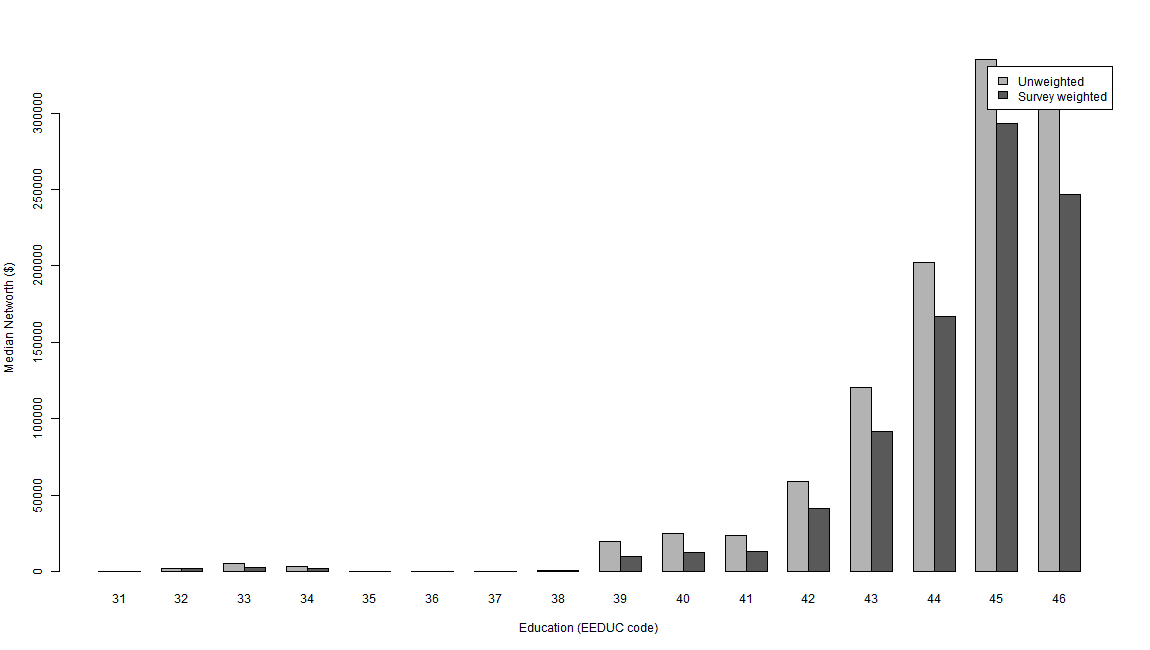 Unweighted
Survey weighted
300000
250000
200000
150000
100000
50000
0
Median Networth ($)
31 32 33 34 35 36 37 38 39 40 41 42 43 44 45 46
Education (EEDUC code)